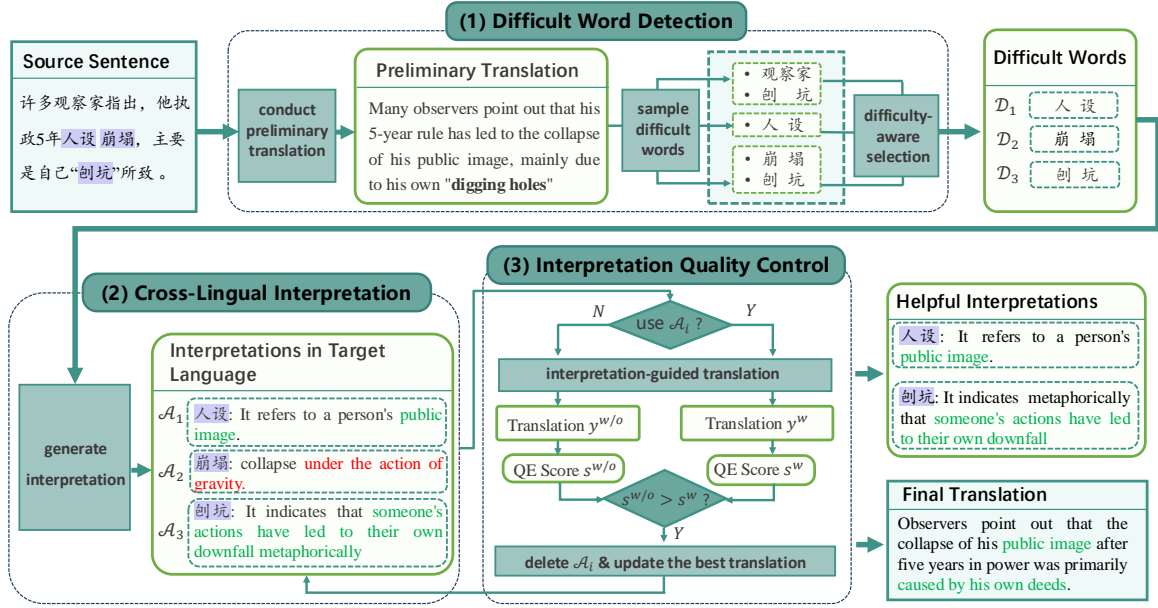 (1) Difficult Word Detection
Source Sentence
许多观察家指出，他执
政5年人设 崩塌，主要
是自己“刨坑”所致 。
conduct
preliminary
translation
Preliminary Translation
Many observers point out that his
5-year rule has led to the collapse
of his public image, mainly due
to his own "digging holes"
sample
difficult
words
• 观察家
• 刨 坑
• 人 设
• 崩 塌
• 刨 坑
difficulty-
aware
selection
Difficult Words
𝒟1 人 设
𝒟2 崩 塌
𝒟3 刨 坑
(2) Cross-Lingual Interpretation
generate
interpretation
Interpretations in Target
Language
𝒜1 人设: It refers to a person's public
image.
𝒜2 崩塌: collapse under the action of
gravity.
𝒜3 刨坑: It indicates that someone's
actions have led to their own
downfall metaphorically
(3) Interpretation Quality Control
N
use 𝒜i ?
Y
interpretation-guided translation
Translation y^{w/o}
Translation y^w
QE Score s^{w/o}
QE Score s^w
s^{w/o} > s^w ?
Y
delete 𝒜i & update the best translation
Helpful Interpretations
人设: It refers to a person's
public image.
刨坑: It indicates metaphorically
that someone's actions have led
to their own downfall
Final Translation
Observers point out that the
collapse of his public image after
five years in power was primarily
caused by his own deeds.